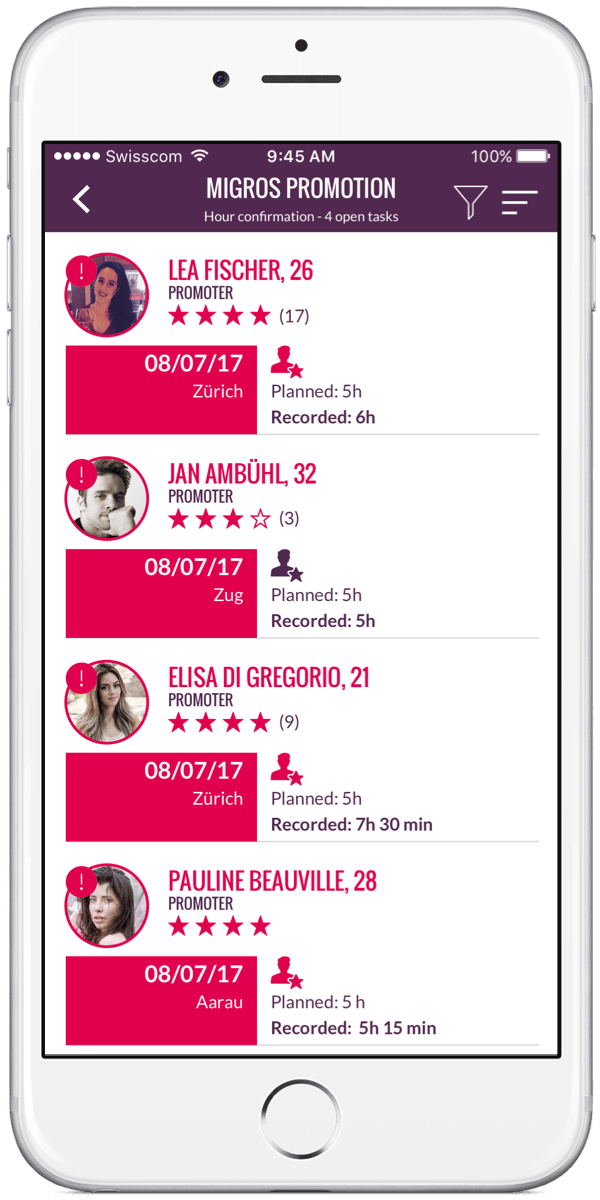 Swisscom 9:45 AM 100%
MIGROS PROMOTION
Hour confirmation - 4 open tasks
!
LEA FISCHER, 26
PROMOTER
(17)
08/07/17
Zürich
Planned: 5h
Recorded: 6h
!
JAN AMBÜHL, 32
PROMOTER
(3)
08/07/17
Zug
Planned: 5h
Recorded: 5h
!
ELISA DI GREGORIO, 21
PROMOTER
(9)
08/07/17
Zürich
Planned: 5h
Recorded: 7h 30 min
!
PAULINE BEAUVILLE, 28
PROMOTER
08/07/17
Aarau
Planned: 5 h
Recorded: 5h 15 min